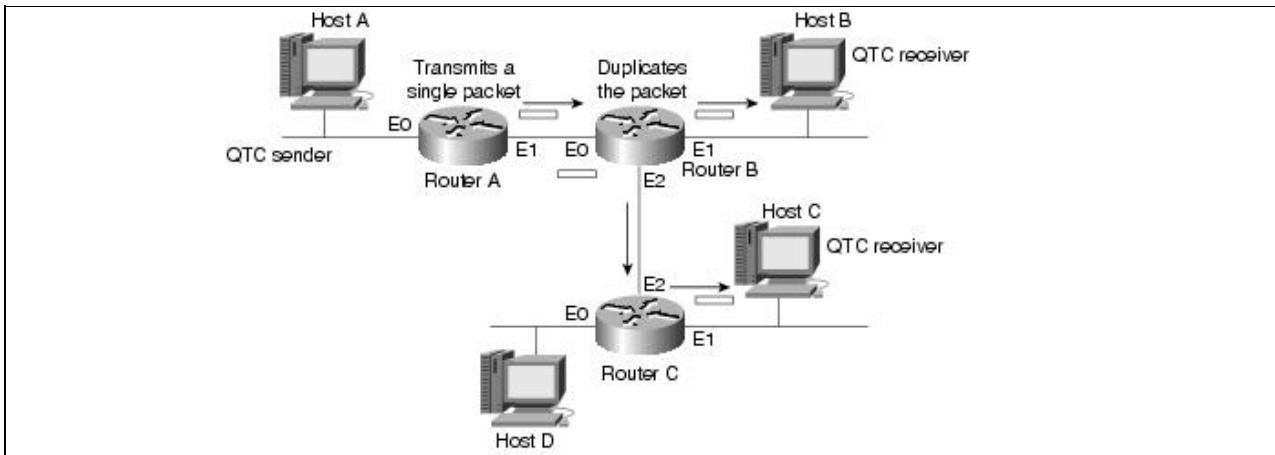 Host A
Host B
QTC receiver
Transmits a
single packet
Duplicates
the packet
E0
E1
E0
E1
QTC sender
Router A
Router B
E2
Host C
QTC receiver
E2
E0
E1
Router C
Host D